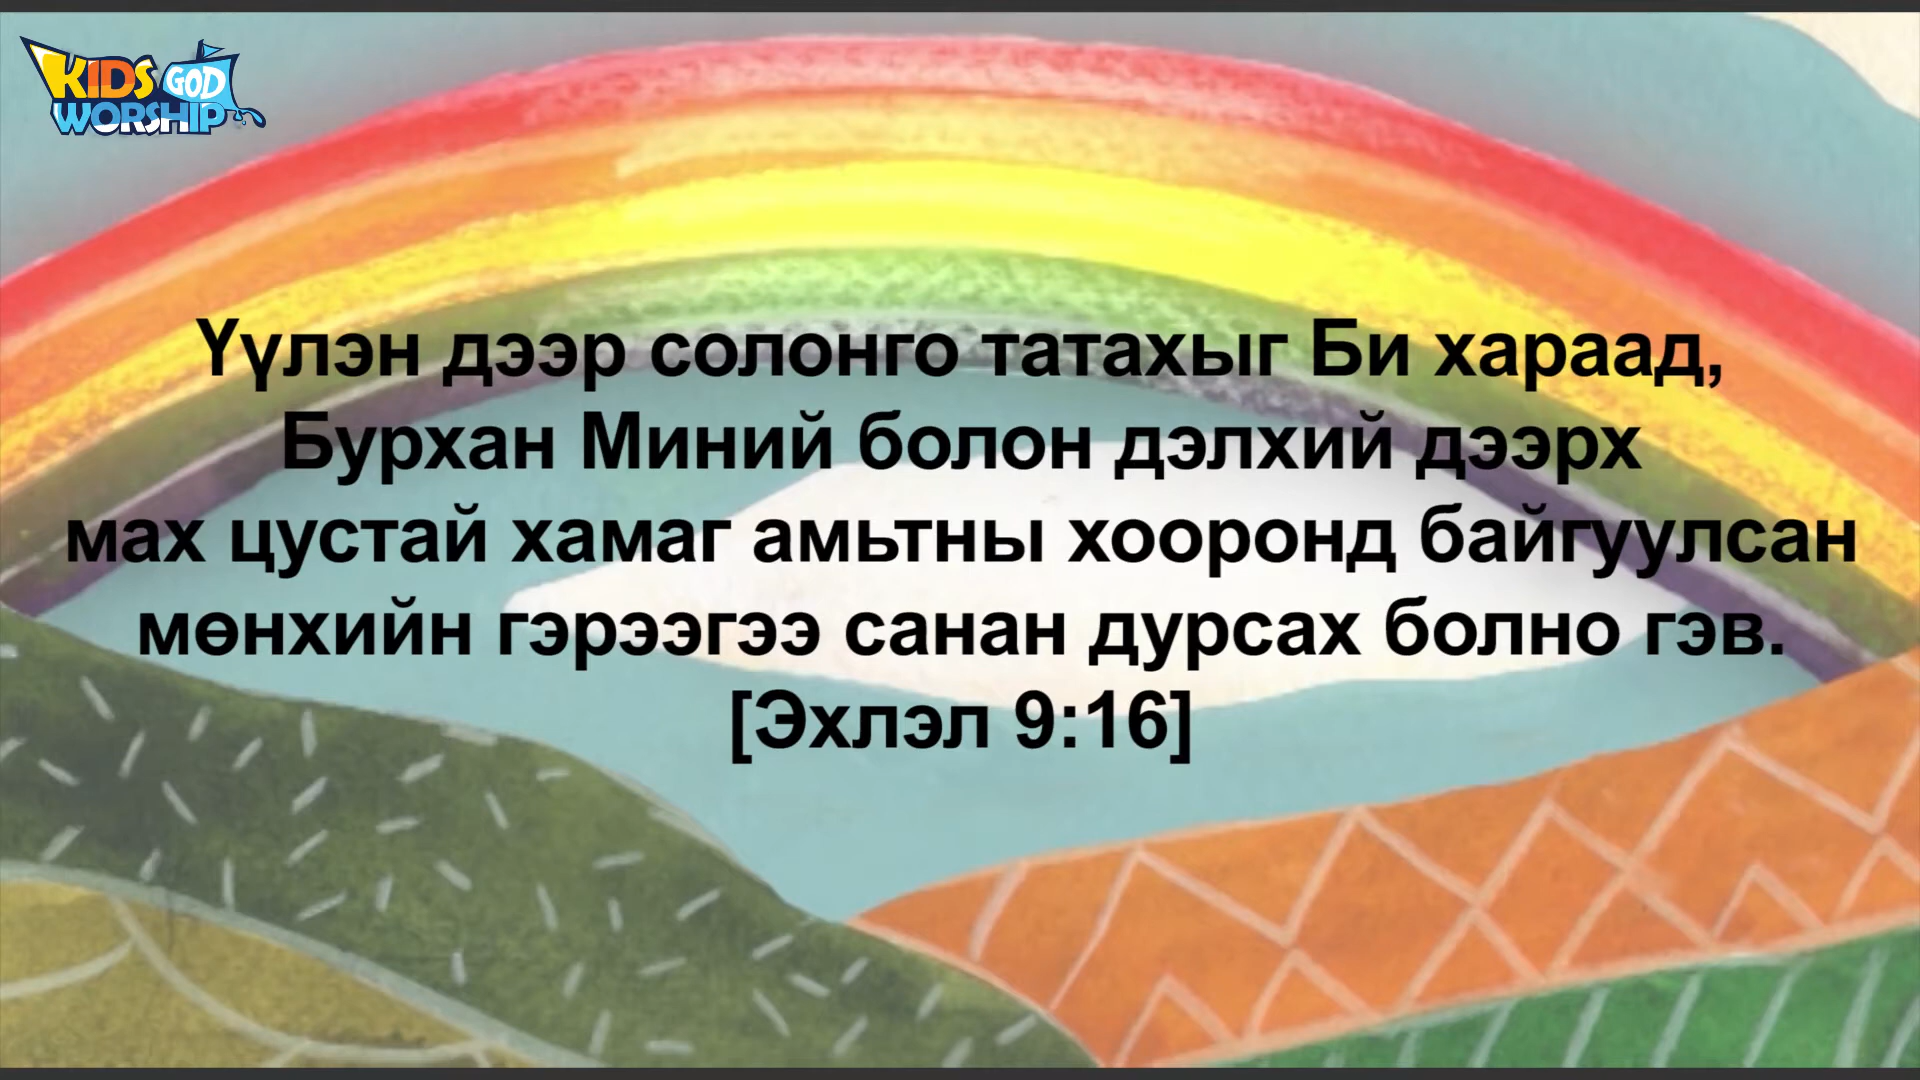 KIDS GOD
WORSHIP
Үүлэн дээр солонго татахыг Би хараад,
Бурхан Миний болон дэлхий дээрх
мах цустай хамаг амьтны хооронд байгуулсан
мөнхийн гэрээгээ санан дурсах болно гэв.
[Эхлэл 9:16]